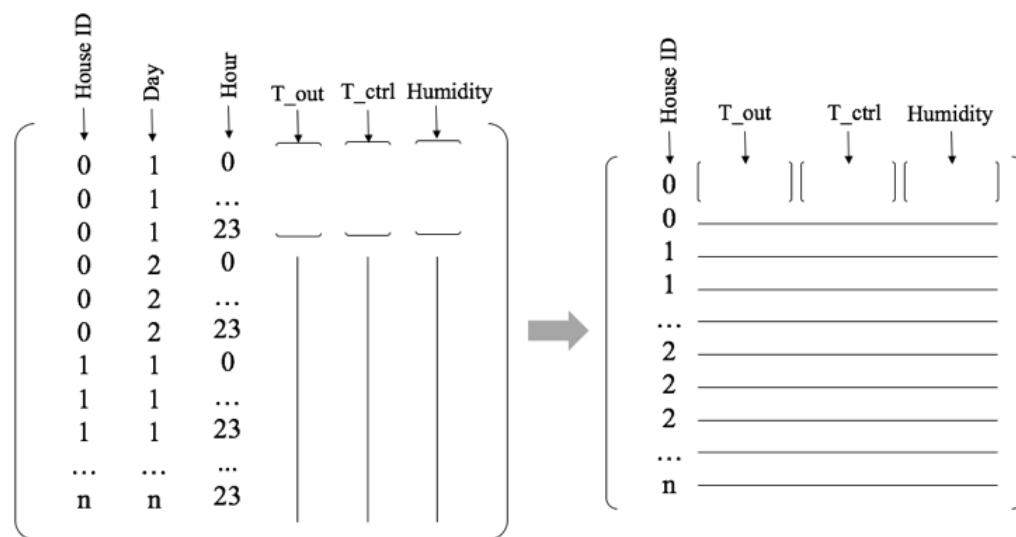 House ID Day Hour T_out T_ctrl Humidity
0 1 0
0 1 ...
0 1 23
0 2 0
0 2 ...
0 2 23
1 1 0
1 1 ...
1 1 23
... ... ...
n n 23
House ID T_out T_ctrl Humidity
0
0
1
1
...
2
2
2
...
n